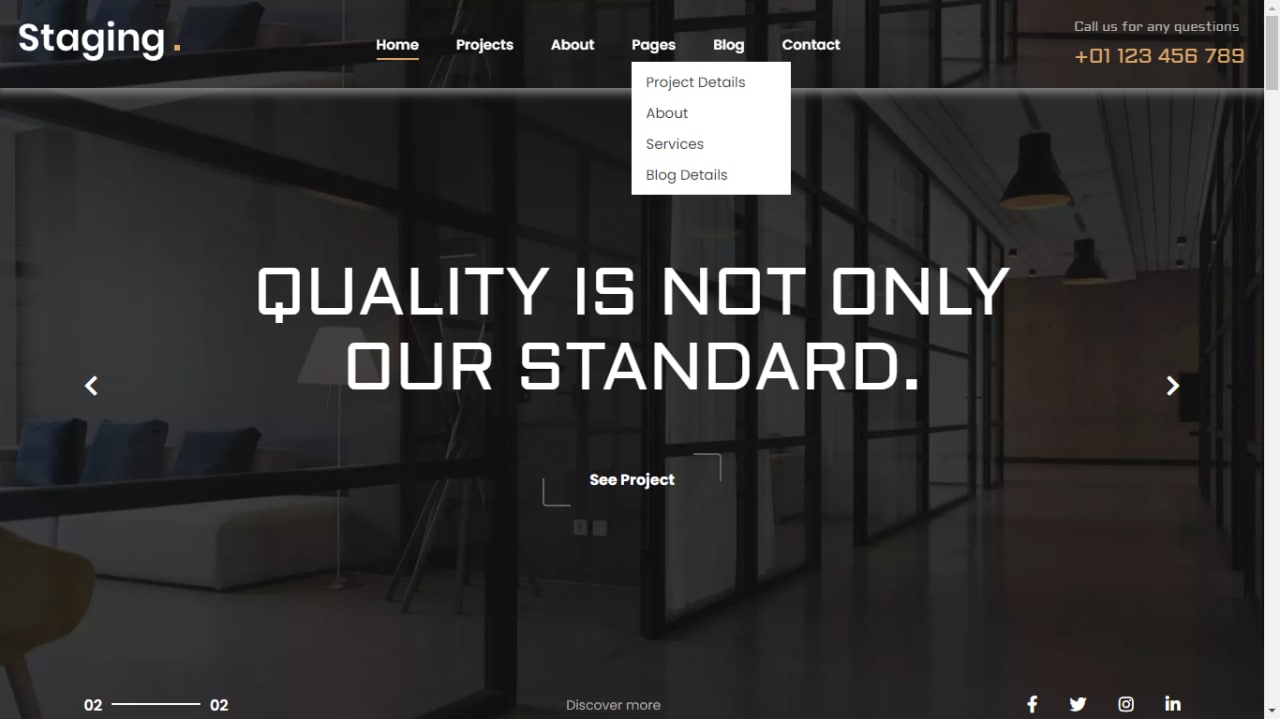 Staging .
Home Projects About Pages Blog Contact
Call us for any questions
+01 123 456 789
Project Details
About
Services
Blog Details
QUALITY IS NOT ONLY
OUR STANDARD.
See Project
02 02
Discover more